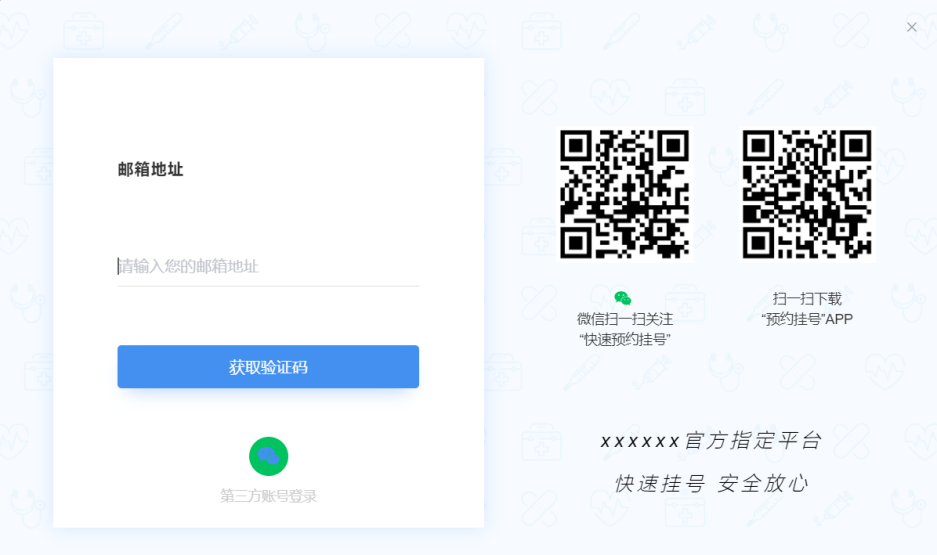 邮箱地址
请输入您的邮箱地址
获取验证码
第三方账号登录
微信扫一扫关注
“快速预约挂号”
扫一扫下载
“预约挂号”APP
xxxxxx官方指定平台
快速挂号 安全放心